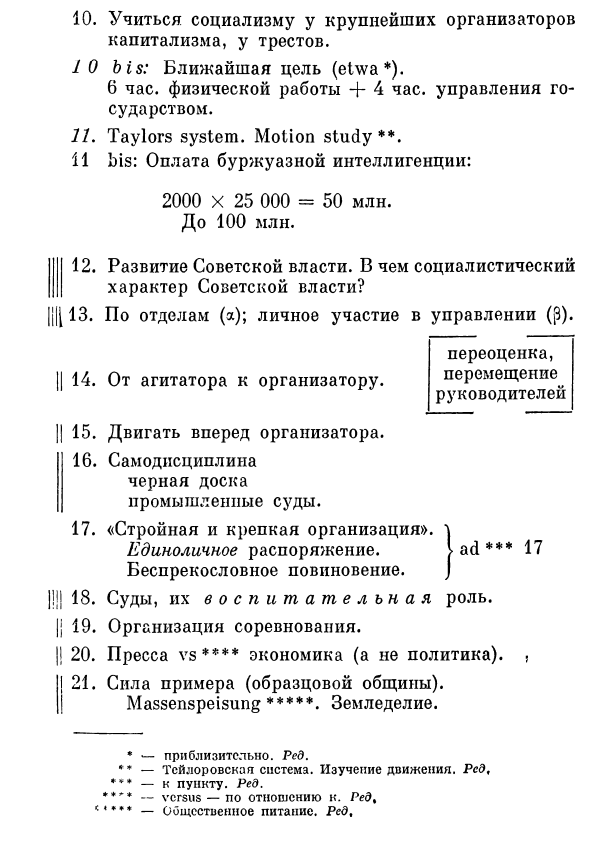 10. Учиться социализму у крупнейших организаторов
капитализма, у трестов.
10 bis: Ближайшая цель (etwa *).
6 час. физической работы + 4 час. управления го-
сударством.
11. Taylors system. Motion study **.
11 bis: Оплата буржуазной интеллигенции:
2000 × 25 000 = 50 млн.
До 100 млн.
12. Развитие Советской власти. В чем социалистический
характер Советской власти?
13. По отделам (α); личное участие в управлении (β).
переоценка,
перемещение
руководителей
14. От агитатора к организатору.
15. Двигать вперед организатора.
16. Самодисциплина
черная доска
промышленные суды.
17. «Стройная и крепкая организация».
Единоличное распоряжение. } ad *** 17
Беспрекословное повиновение.
18. Суды, их воспитательная роль.
19. Организация соревнования.
20. Пресса vs **** экономика (а не политика).
21. Сила примера (образцовой общины).
Massenspeisung *****. Земледелие.
* — приблизительно. Ред.
** — Тейлоровская система. Изучение движения. Ред.
*** — к пункту. Ред.
**** — versus — по отношению к. Ред.
***** — Общественное питание. Ред.